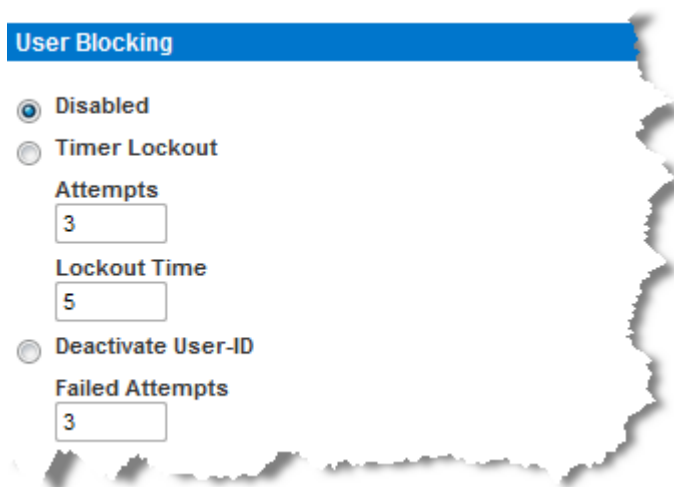 User Blocking
Disabled
Timer Lockout
Attempts
3
Lockout Time
5
Deactivate User-ID
Failed Attempts
3